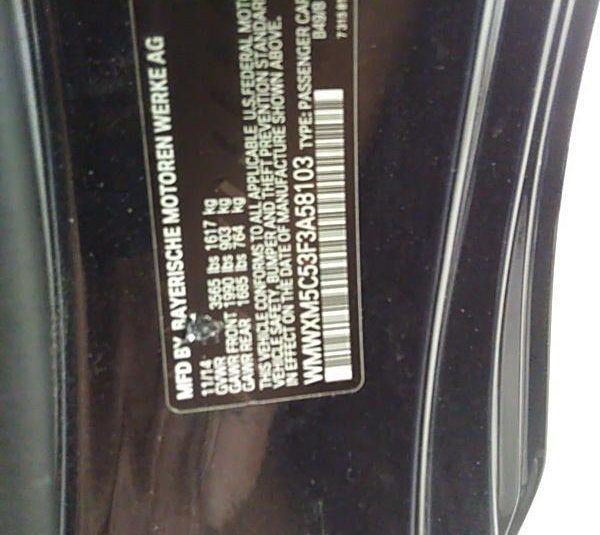 MFD BY BAYERISCHE MOTOREN WERKE AG
11/14
GVWR 3565 lbs 1617 kg
GAWR FRONT 1990 lbs 903 kg
GAWR REAR 1685 lbs 764 kg
THIS VEHICLE CONFORMS TO ALL APPLICABLE U.S.FEDERAL MOT
VEHICLE SAFETY, BUMPER AND THEFT PREVENTION STANDAR
IN EFFECT ON THE DATE OF MANUFACTURE SHOWN ABOVE.
WMWXM5C53F3A58103 TYPE: PASSENGER CAR